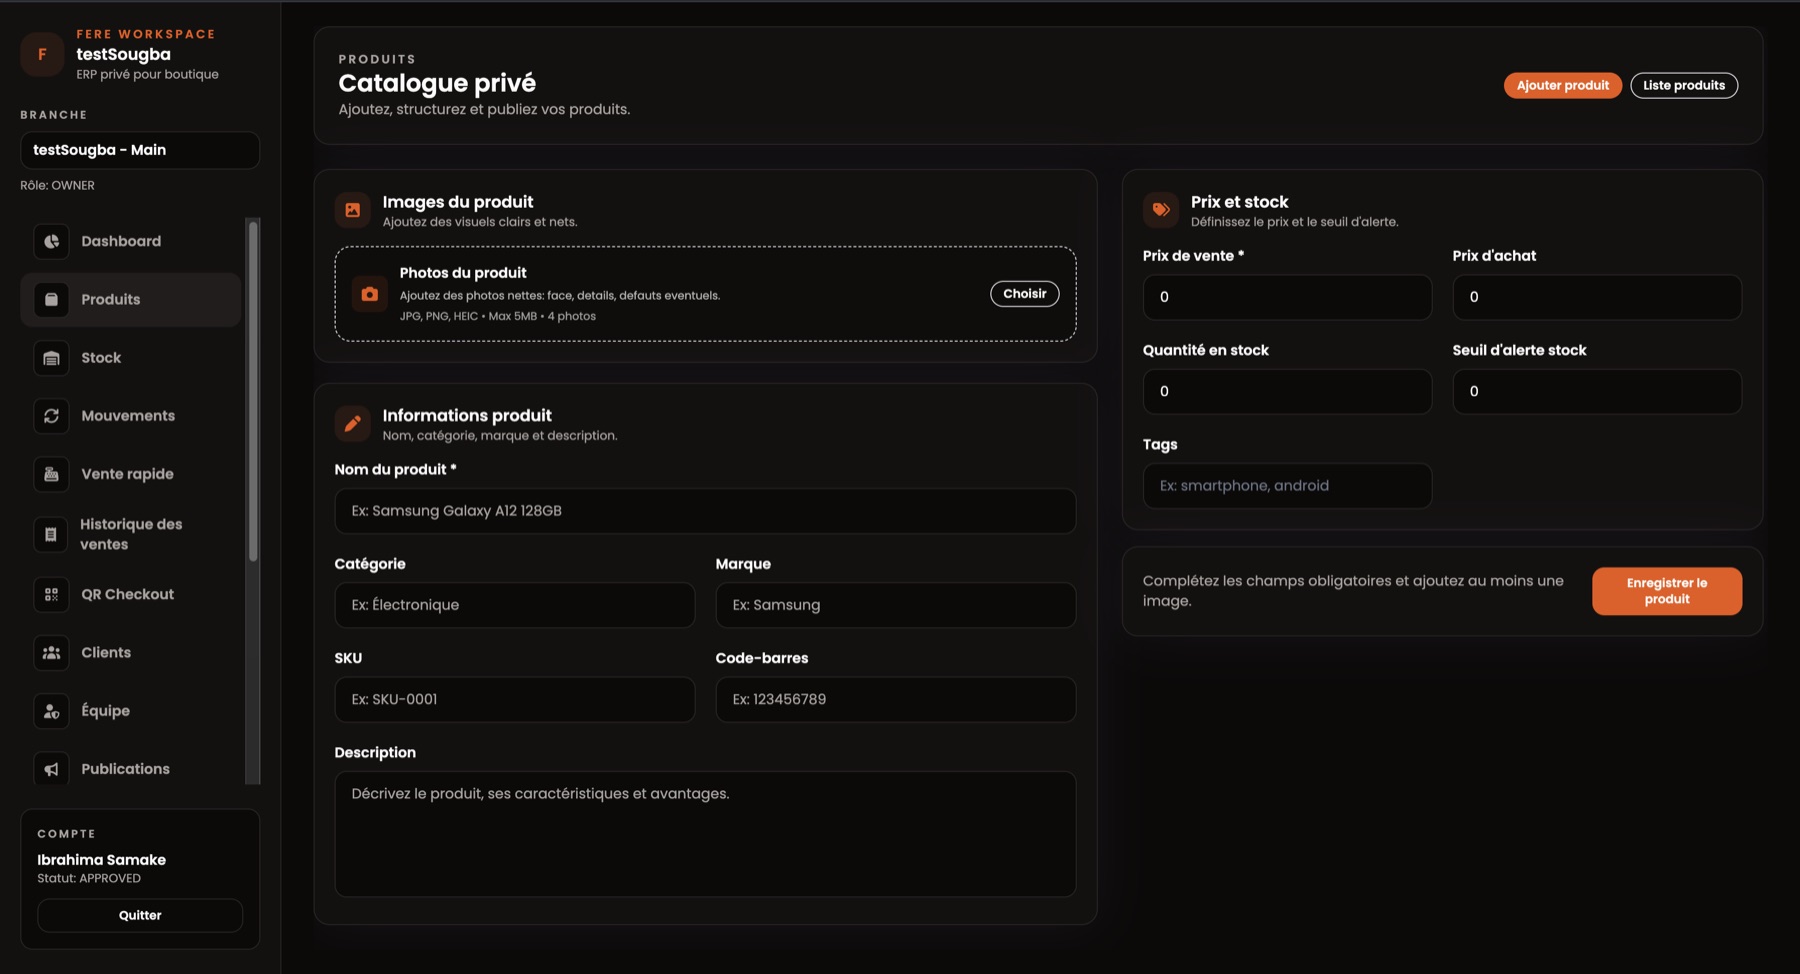 F
FERE WORKSPACE
testSougba
ERP privé pour boutique
BRANCHE
testSougba - Main
Rôle: OWNER
Dashboard
Produits
Stock
Mouvements
Vente rapide
Historique des
ventes
QR Checkout
Clients
Équipe
Publications
COMPTE
Ibrahima Samake
Statut: APPROVED
Quitter
PRODUITS
Catalogue privé
Ajoutez, structurez et publiez vos produits.
Ajouter produit
Liste produits
Images du produit
Ajoutez des visuels clairs et nets.
Photos du produit
Ajoutez des photos nettes: face, details, defauts eventuels.
JPG, PNG, HEIC • Max 5MB • 4 photos
Choisir
Informations produit
Nom, catégorie, marque et description.
Nom du produit *
Ex: Samsung Galaxy A12 128GB
Catégorie
Ex: Électronique
Marque
Ex: Samsung
SKU
Ex: SKU-0001
Code-barres
Ex: 123456789
Description
Décrivez le produit, ses caractéristiques et avantages.
Prix et stock
Définissez le prix et le seuil d'alerte.
Prix de vente *
0
Prix d'achat
0
Quantité en stock
0
Seuil d'alerte stock
0
Tags
Ex: smartphone, android
Complétez les champs obligatoires et ajoutez au moins une
image.
Enregistrer le
produit